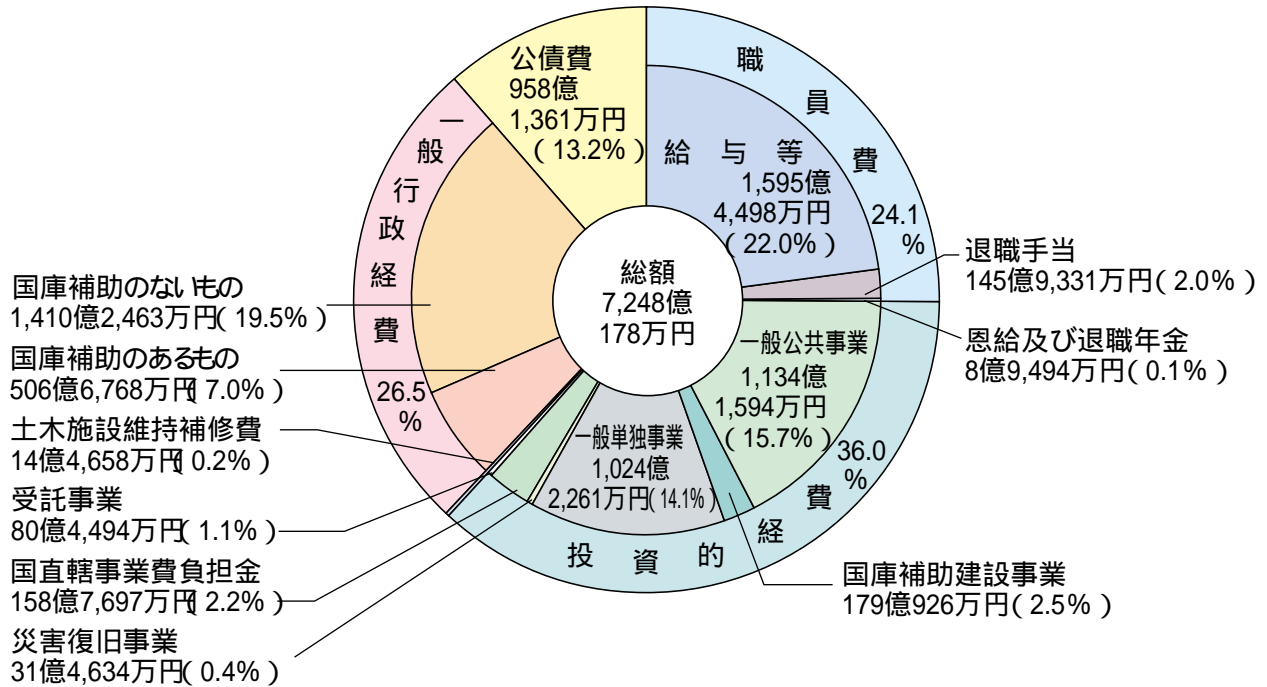 総額
7,248億
178万円
職員費
24.1
%
給与等
1,595億
4,498万円
(22.0%)
退職手当
145億9,331万円(2.0%)
恩給及び退職年金
8億9,494万円(0.1%)
投資的経費
36.0
%
一般公共事業
1,134億
1,594万円
(15.7%)
国庫補助建設事業
179億926万円(2.5%)
一般単独事業
1,024億
2,261万円(14.1%)
災害復旧事業
31億4,634万円(0.4%)
国直轄事業費負担金
158億7,697万円(2.2%)
受託事業
80億4,494万円(1.1%)
土木施設維持補修費
14億4,658万円(0.2%)
一般行政経費
26.5
%
国庫補助のあるもの
506億6,768万円(7.0%)
国庫補助のないもの
1,410億2,463万円(19.5%)
公債費
958億
1,361万円
(13.2%)